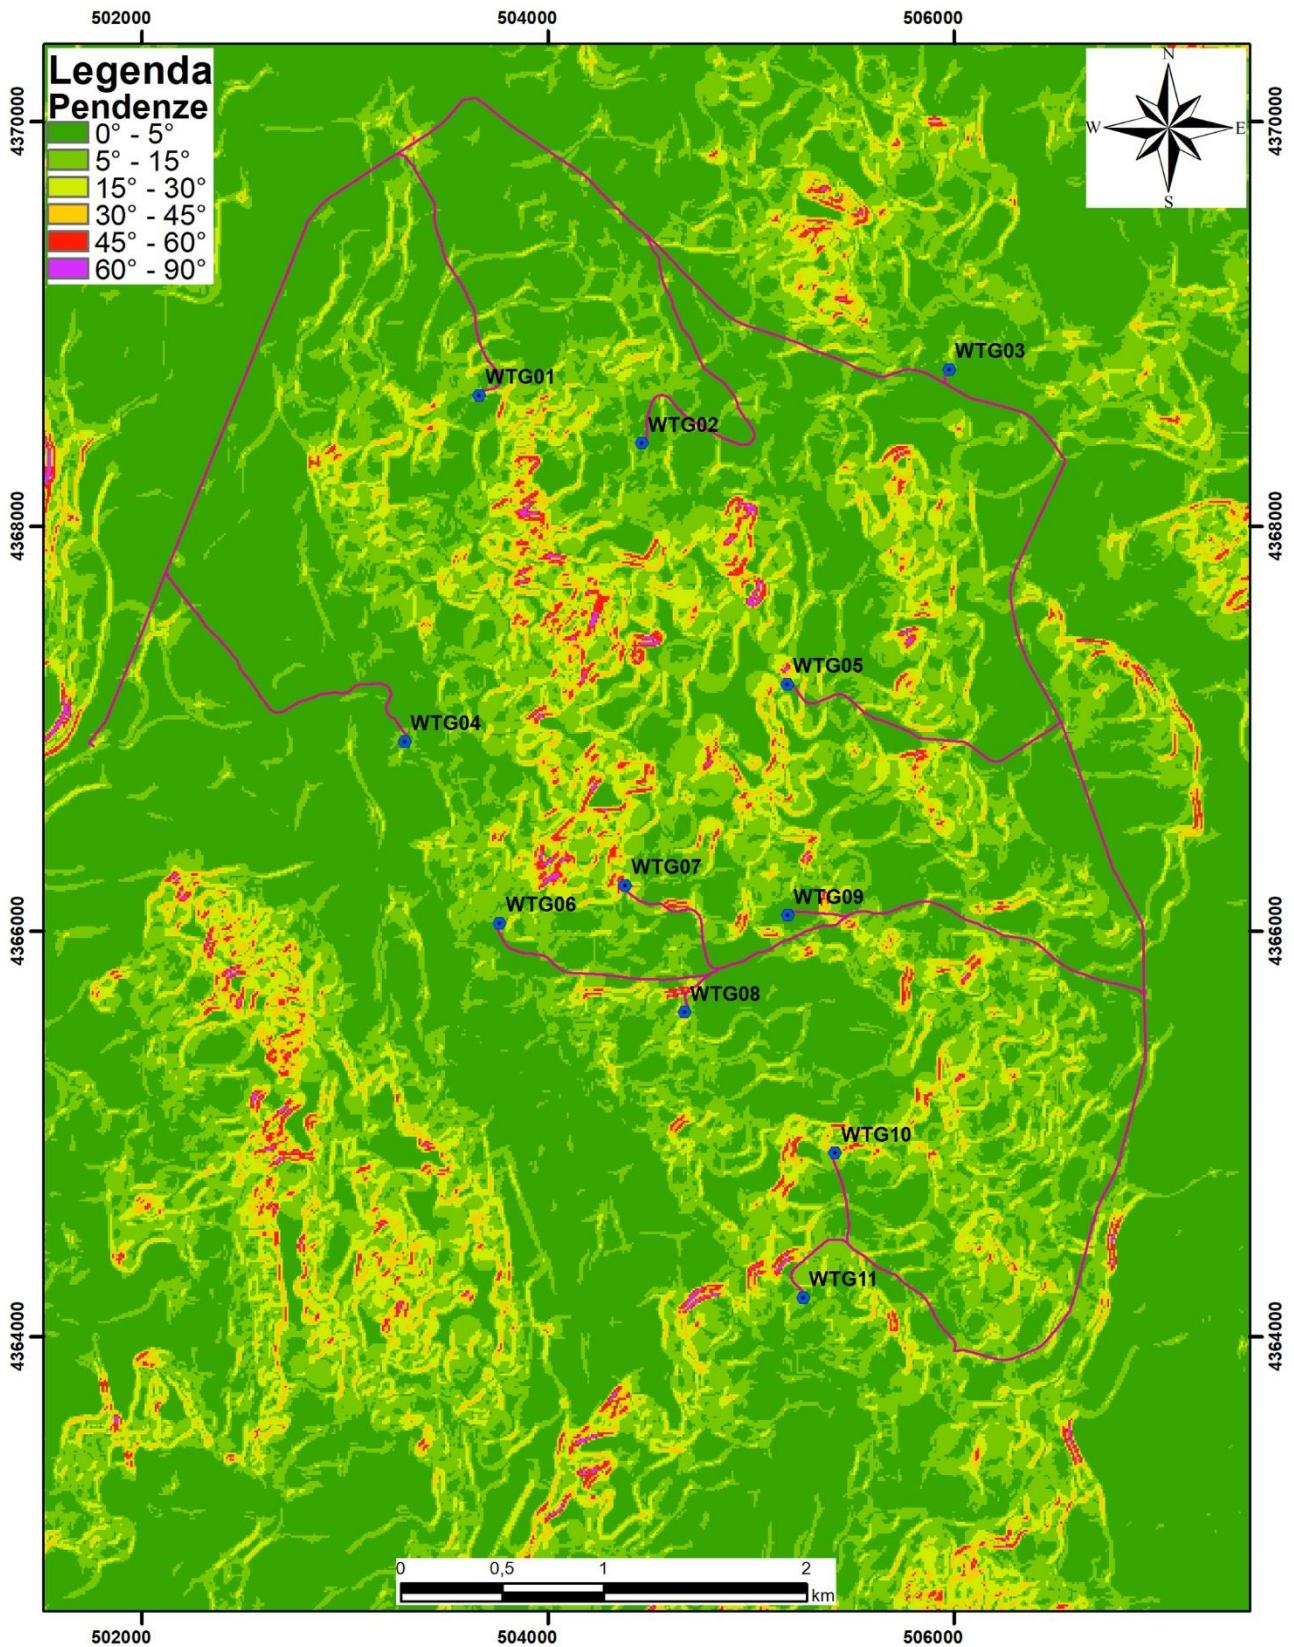 502000 504000 506000
Legenda
Pendenze
0° - 5°
5° - 15°
15° - 30°
30° - 45°
45° - 60°
60° - 90°
N
W E
S
4370000 4370000
WTG03
WTG01
WTG02
4368000 4368000
WTG05
WTG04
WTG07
WTG09
WTG06
4366000 4366000
WTG08
WTG10
WTG11
4364000 4364000
0 0,5 1 2
km
502000 504000 506000